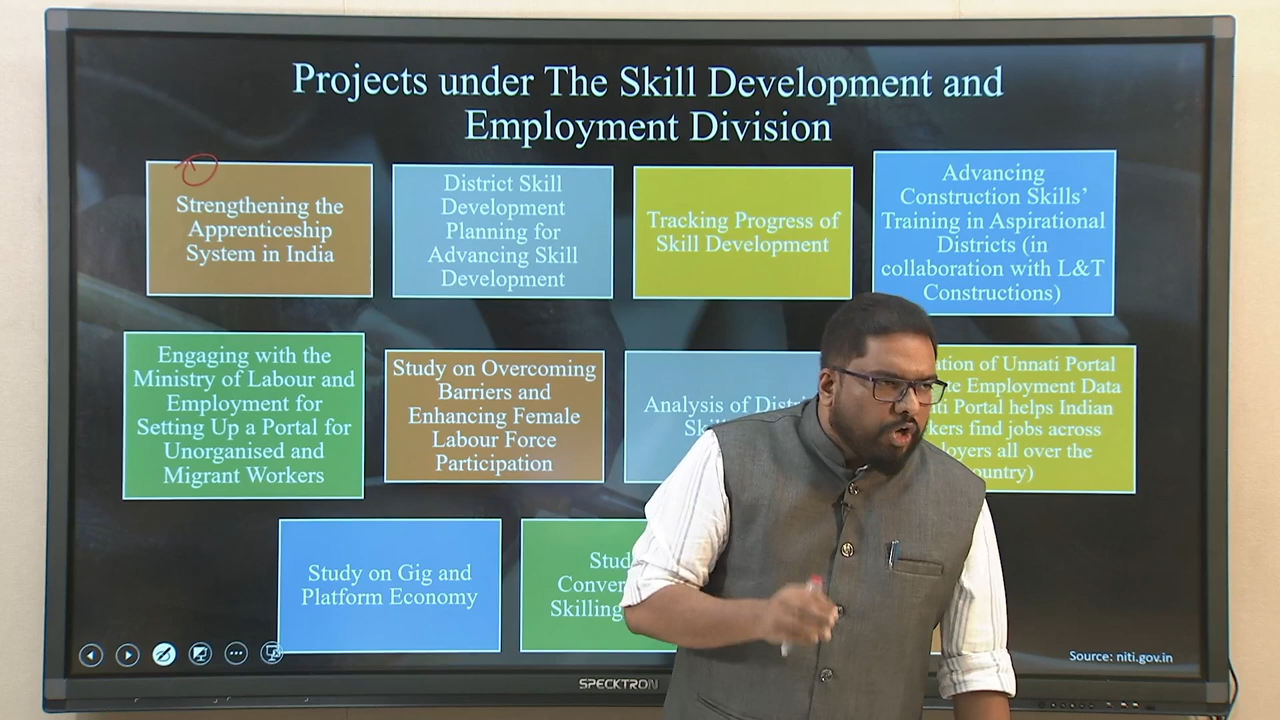 Projects under The Skill Development and
Employment Division
Strengthening the
Apprenticeship
System in India
District Skill
Development
Planning for
Advancing Skill
Development
Tracking Progress of
Skill Development
Advancing
Construction Skills'
Training in Aspirational
Districts (in
collaboration with L&T
Constructions)
Engaging with the
Ministry of Labour and
Employment for
Setting Up a Portal for
Unorganised and
Migrant Workers
Study on Overcoming
Barriers and
Enhancing Female
Labour Force
Participation
Analysis of
of Unnati Portal
Employment Data
Portal helps Indian
find jobs across
all over the
Study on Gig and
Platform Economy
Skilling
Source: niti.gov.in
SPECKTRON